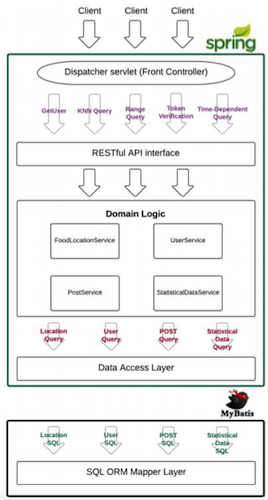 Client Client Client
spring
Dispatcher servlet (Front Controller)
GetUser KNN Query Range Query Token Verification Time-Dependent Query
RESTful API interface
Domain Logic
FoodLocationService UserService
PostService StatisticalDataService
Location Query User Query POST Query Statistical Data Query
Data Access Layer
MyBatis
Location SQL User SQL POST SQL Statistical Data SQL
SQL ORM Mapper Layer